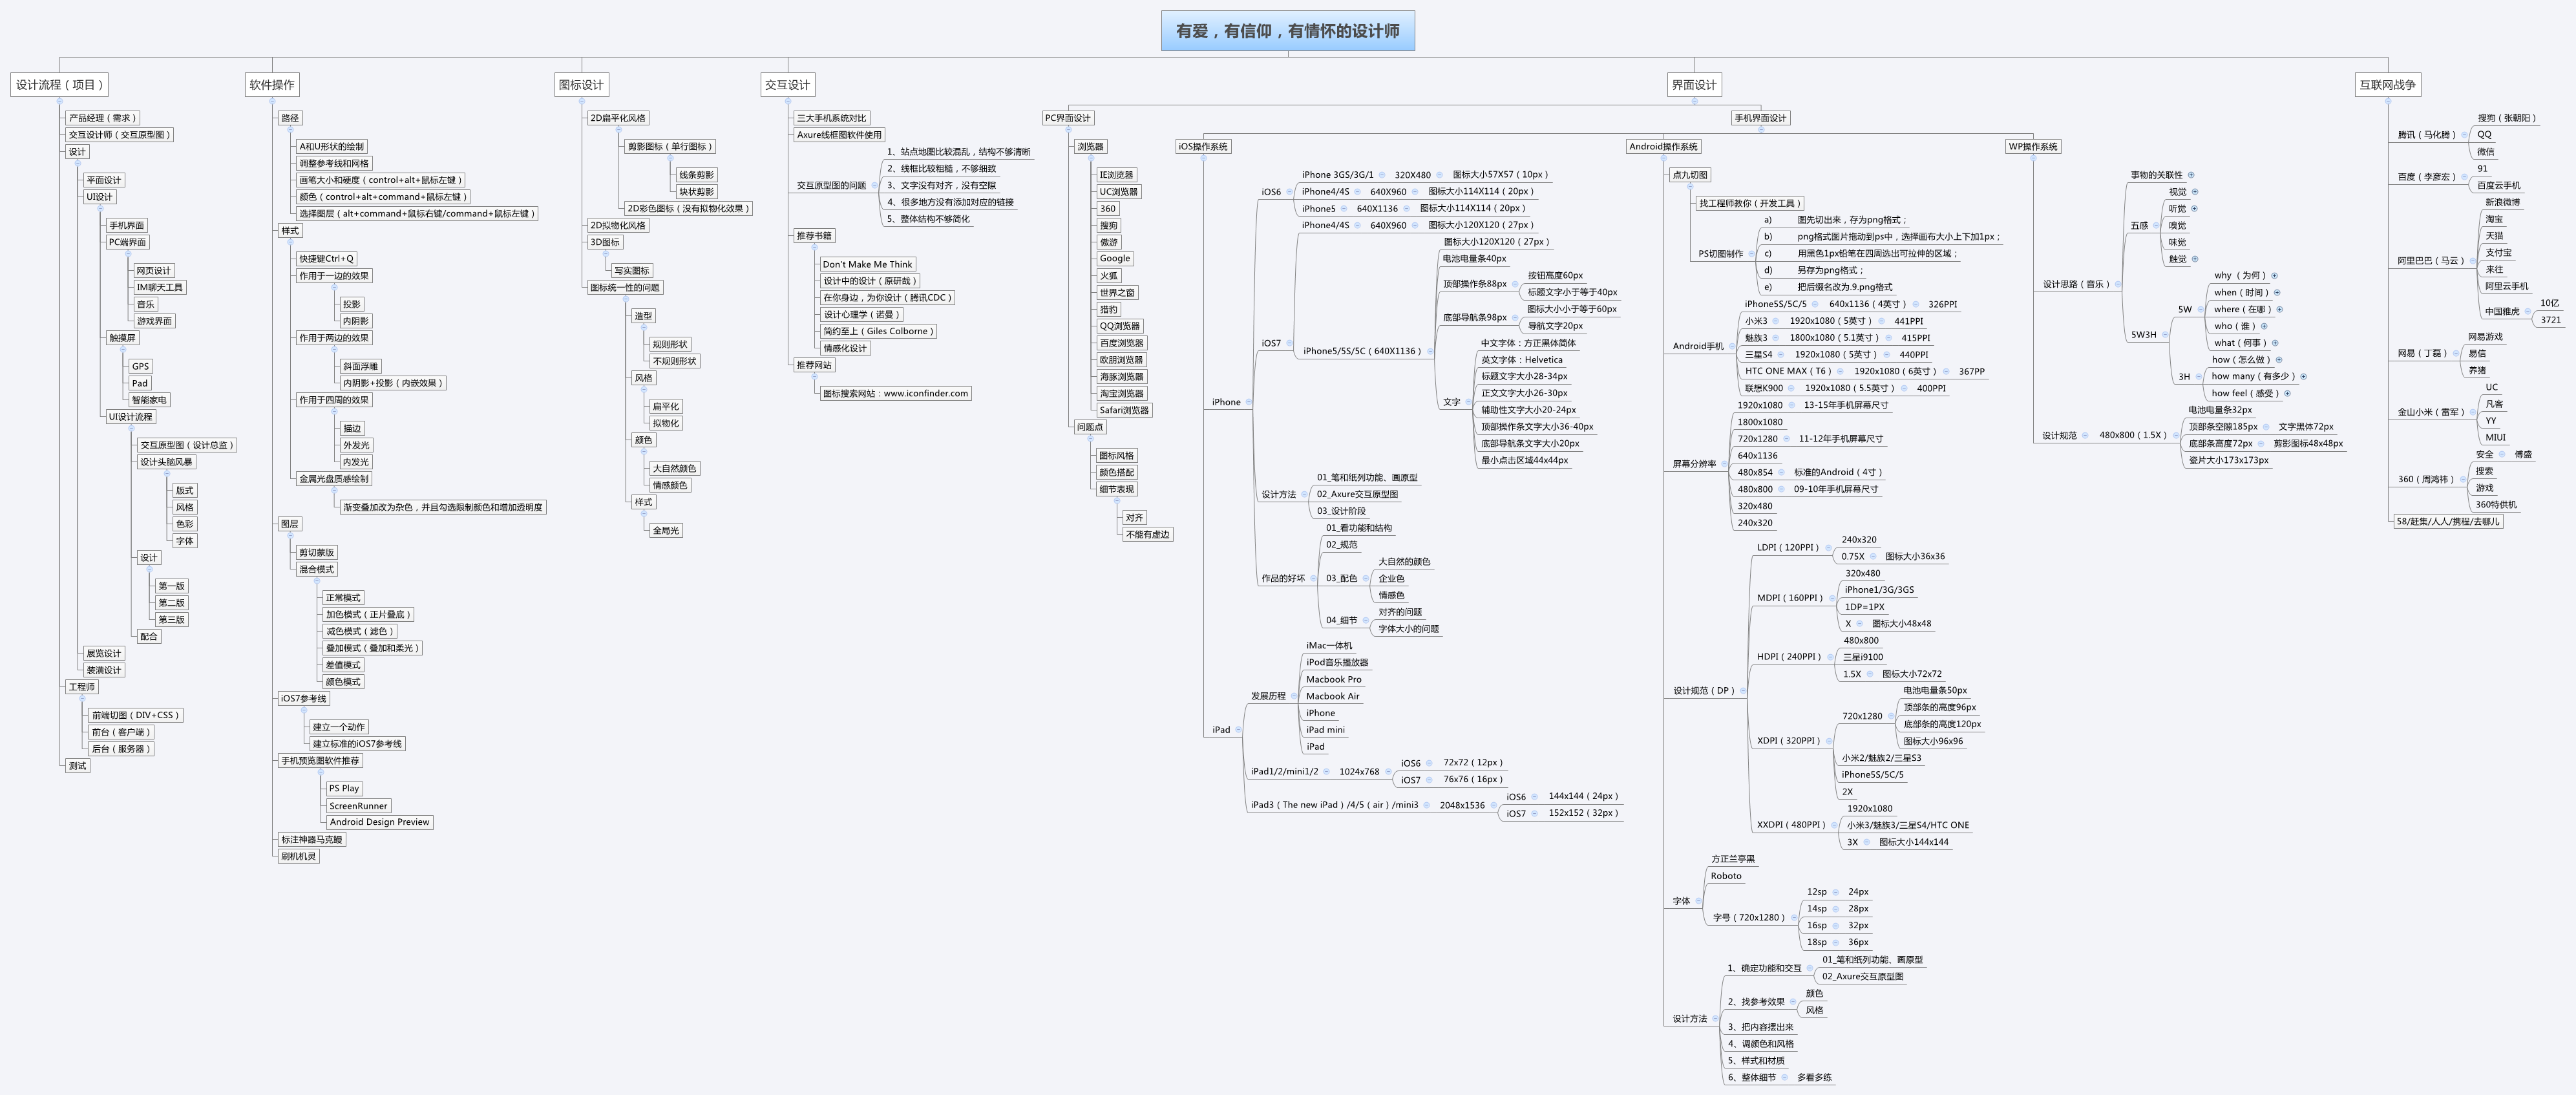 有爱，有信仰，有情怀的设计师
设计流程（项目）
产品经理（需求）
交互设计师（交互原型图）
设计
平面设计
UI设计
手机界面
PC端界面
网页设计
IM聊天工具
音乐
游戏界面
触摸屏
GPS
Pad
智能家电
UI设计流程
交互原型图（设计总监）
设计头脑风暴
版式
风格
色彩
字体
设计
第一版
第二版
第三版
配合
展览设计
装潢设计
工程师
前端切图（DIV+CSS）
前台（客户端）
后台（服务器）
测试
软件操作
路径
A和U形状的绘制
调整参考线和网格
画笔大小和硬度（control+alt+鼠标左键）
颜色（control+alt+command+鼠标左键）
选择图层（alt+command+鼠标右键/command+鼠标左键）
样式
快捷键Ctrl+Q
作用于一边的效果
投影
内阴影
作用于两边的效果
斜面浮雕
内阴影+投影（内嵌效果）
作用于四周的效果
描边
外发光
内发光
金属光盘质感绘制
渐变叠加改为杂色，并且勾选限制颜色和增加透明度
图层
剪切蒙版
混合模式
正常模式
加色模式（正片叠底）
减色模式（滤色）
叠加模式（叠加和柔光）
差值模式
颜色模式
iOS7参考线
建立一个动作
建立标准的iOS7参考线
手机预览图软件推荐
PS Play
ScreenRunner
Android Design Preview
标注神器马克鳗
刷机机灵
图标设计
2D扁平化风格
剪影图标（单行图标）
线条剪影
块状剪影
2D彩色图标（没有拟物化效果）
2D拟物化风格
3D图标
写实图标
图标统一性的问题
造型
规则形状
不规则形状
风格
扁平化
拟物化
颜色
大自然颜色
情感颜色
样式
全局光
交互设计
三大手机系统对比
Axure线框图软件使用
交互原型图的问题
1、站点地图比较混乱，结构不够清晰
2、线框比较粗糙，不够细致
3、文字没有对齐，没有空隙
4、很多地方没有添加对应的链接
5、整体结构不够简化
推荐书籍
Don't Make Me Think
设计中的设计（原研哉）
在你身边，为你设计（腾讯CDC）
设计心理学（诺曼）
简约至上（Giles Colborne）
情感化设计
推荐网站
图标搜索网站：www.iconfinder.com
界面设计
PC界面设计
浏览器
IE浏览器
UC浏览器
360
搜狗
傲游
Google
火狐
世界之窗
猎豹
QQ浏览器
百度浏览器
欧朋浏览器
海豚浏览器
淘宝浏览器
Safari浏览器
问题点
图标风格
颜色搭配
细节表现
对齐
不能有虚边
手机界面设计
iOS操作系统
iPhone
iOS6
iPhone 3GS/3G/1 320X480 图标大小57X57（10px）
iPhone4/4S 640X960 图标大小114X114（20px）
iPhone5 640X1136 图标大小114X114（20px）
iOS7
iPhone4/4S 640X960 图标大小120X120（27px）
iPhone5/5S/5C（640X1136）
图标大小120X120（27px）
电池电量条40px
顶部操作条88px
按钮高度60px
标题文字小于等于40px
底部导航条98px
图标大小小于等于60px
导航文字20px
文字
中文字体：方正黑体简体
英文字体：Helvetica
标题文字大小28-34px
正文文字大小26-30px
辅助性文字大小20-24px
顶部操作条文字大小36-40px
底部导航条文字大小20px
最小点击区域44x44px
设计方法
01_笔和纸列功能、画原型
02_Axure交互原型图
03_设计阶段
作品的好坏
01_看功能和结构
02_规范
03_配色
大自然的颜色
企业色
情感色
04_细节
对齐的问题
字体大小的问题
iPad
发展历程
iMac一体机
iPod音乐播放器
Macbook Pro
Macbook Air
iPhone
iPad mini
iPad
iPad1/2/mini1/2 1024x768
iOS6 72x72（12px）
iOS7 76x76（16px）
iPad3（The new iPad）/4/5（air）/mini3 2048x1536
iOS6 144x144（24px）
iOS7 152x152（32px）
Android操作系统
点九切图
找工程师教你（开发工具）
PS切图制作
a) 图先切出来，存为png格式；
b) png格式图片拖动到ps中，选择画布大小上下加1px；
c) 用黑色1px铅笔在四周选出可拉伸的区域；
d) 另存为png格式；
e) 把后缀名改为.9.png格式
Android手机
iPhone5S/5C/5 640x1136（4英寸） 326PPI
小米3 1920x1080（5英寸） 441PPI
魅族3 1800x1080（5.1英寸） 415PPI
三星S4 1920x1080（5英寸） 440PPI
HTC ONE MAX（T6） 1920x1080（6英寸） 367PP
联想K900 1920x1080（5.5英寸） 400PPI
屏幕分辨率
1920x1080 13-15年手机屏幕尺寸
1800x1080
720x1280 11-12年手机屏幕尺寸
640x1136
480x854 标准的Android（4寸）
480x800 09-10年手机屏幕尺寸
320x480
240x320
设计规范（DP）
LDPI（120PPI）
240x320
0.75X 图标大小36x36
MDPI（160PPI）
320x480
iPhone1/3G/3GS
1DP=1PX
X 图标大小48x48
HDPI（240PPI）
480x800
三星i9100
1.5X 图标大小72x72
XDPI（320PPI）
720x1280
电池电量条50px
顶部条的高度96px
底部条的高度120px
图标大小96x96
小米2/魅族2/三星S3
iPhone5S/5C/5
2X
XXDPI（480PPI）
1920x1080
小米3/魅族3/三星S4/HTC ONE
3X 图标大小144x144
字体
方正兰亭黑
Roboto
字号（720x1280）
12sp 24px
14sp 28px
16sp 32px
18sp 36px
设计方法
1、确定功能和交互
01_笔和纸列功能、画原型
02_Axure交互原型图
2、找参考效果
颜色
风格
3、把内容摆出来
4、调颜色和风格
5、样式和材质
6、整体细节 多看多练
WP操作系统
设计思路（音乐）
事物的关联性
五感
视觉
听觉
嗅觉
味觉
触觉
5W3H
5W
why （为何）
when（时间）
where（在哪）
who（谁）
what（何事）
3H
how（怎么做）
how many（有多少）
how feel（感受）
设计规范 480x800（1.5X）
电池电量条32px
顶部条空隙185px 文字黑体72px
底部条高度72px 剪影图标48x48px
瓷片大小173x173px
互联网战争
腾讯（马化腾）
搜狗（张朝阳）
QQ
微信
百度（李彦宏）
91
百度云手机
阿里巴巴（马云）
新浪微博
淘宝
天猫
支付宝
来往
阿里云手机
中国雅虎
10亿
3721
网易（丁磊）
网易游戏
易信
养猪
金山小米（雷军）
UC
凡客
YY
MIUI
360（周鸿祎）
安全 傅盛
搜索
游戏
360特供机
58/赶集/人人/携程/去哪儿